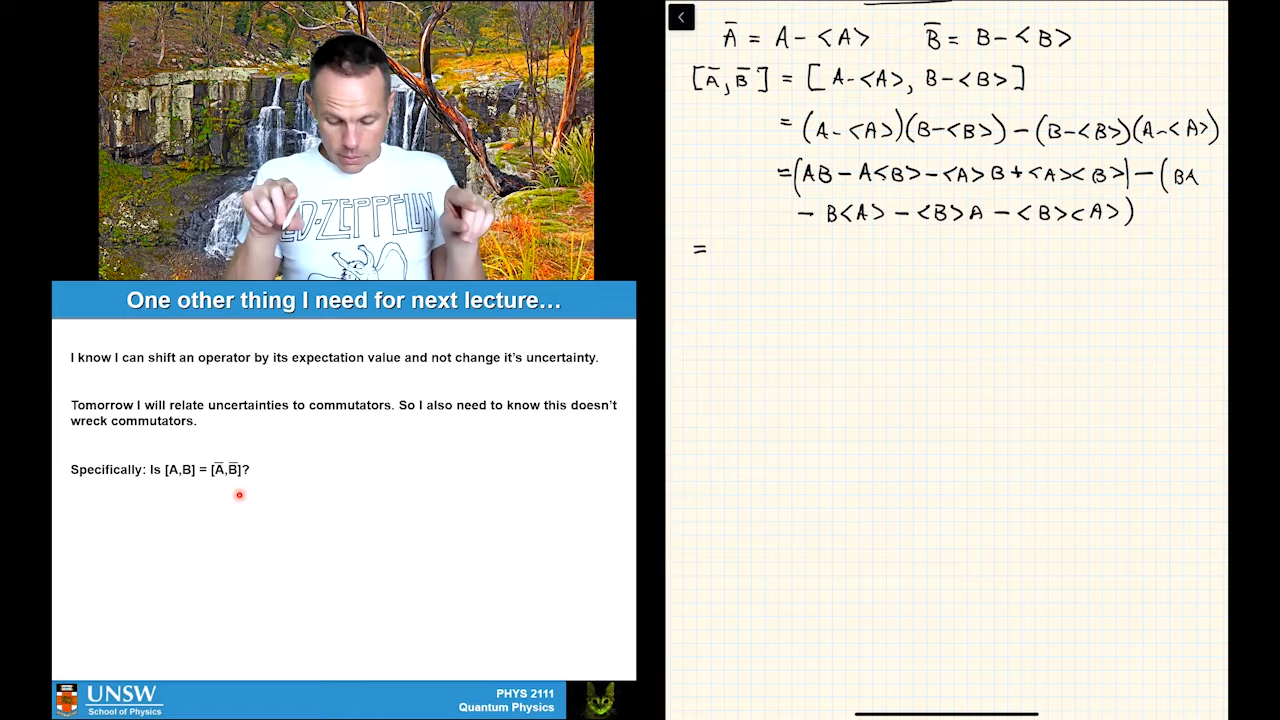 LED-ZEPPELIN
One other thing I need for next lecture…
I know I can shift an operator by its expectation value and not change it's uncertainty.
Tomorrow I will relate uncertainties to commutators. So I also need to know this doesn't
wreck commutators.
Specifically: Is [A,B] = [A̅,B̅]?
UNSW
School of Physics
PHYS 2111
Quantum Physics
A̅ = A - <A> B̅ = B - <B>
[A̅, B̅] = [A - <A>, B - <B>]
= (A - <A>)(B - <B>) - (B - <B>)(A - <A>)
= (AB - A<B> - <A>B + <A><B>) - (BA
- B<A> - <B>A - <B><A>)
=